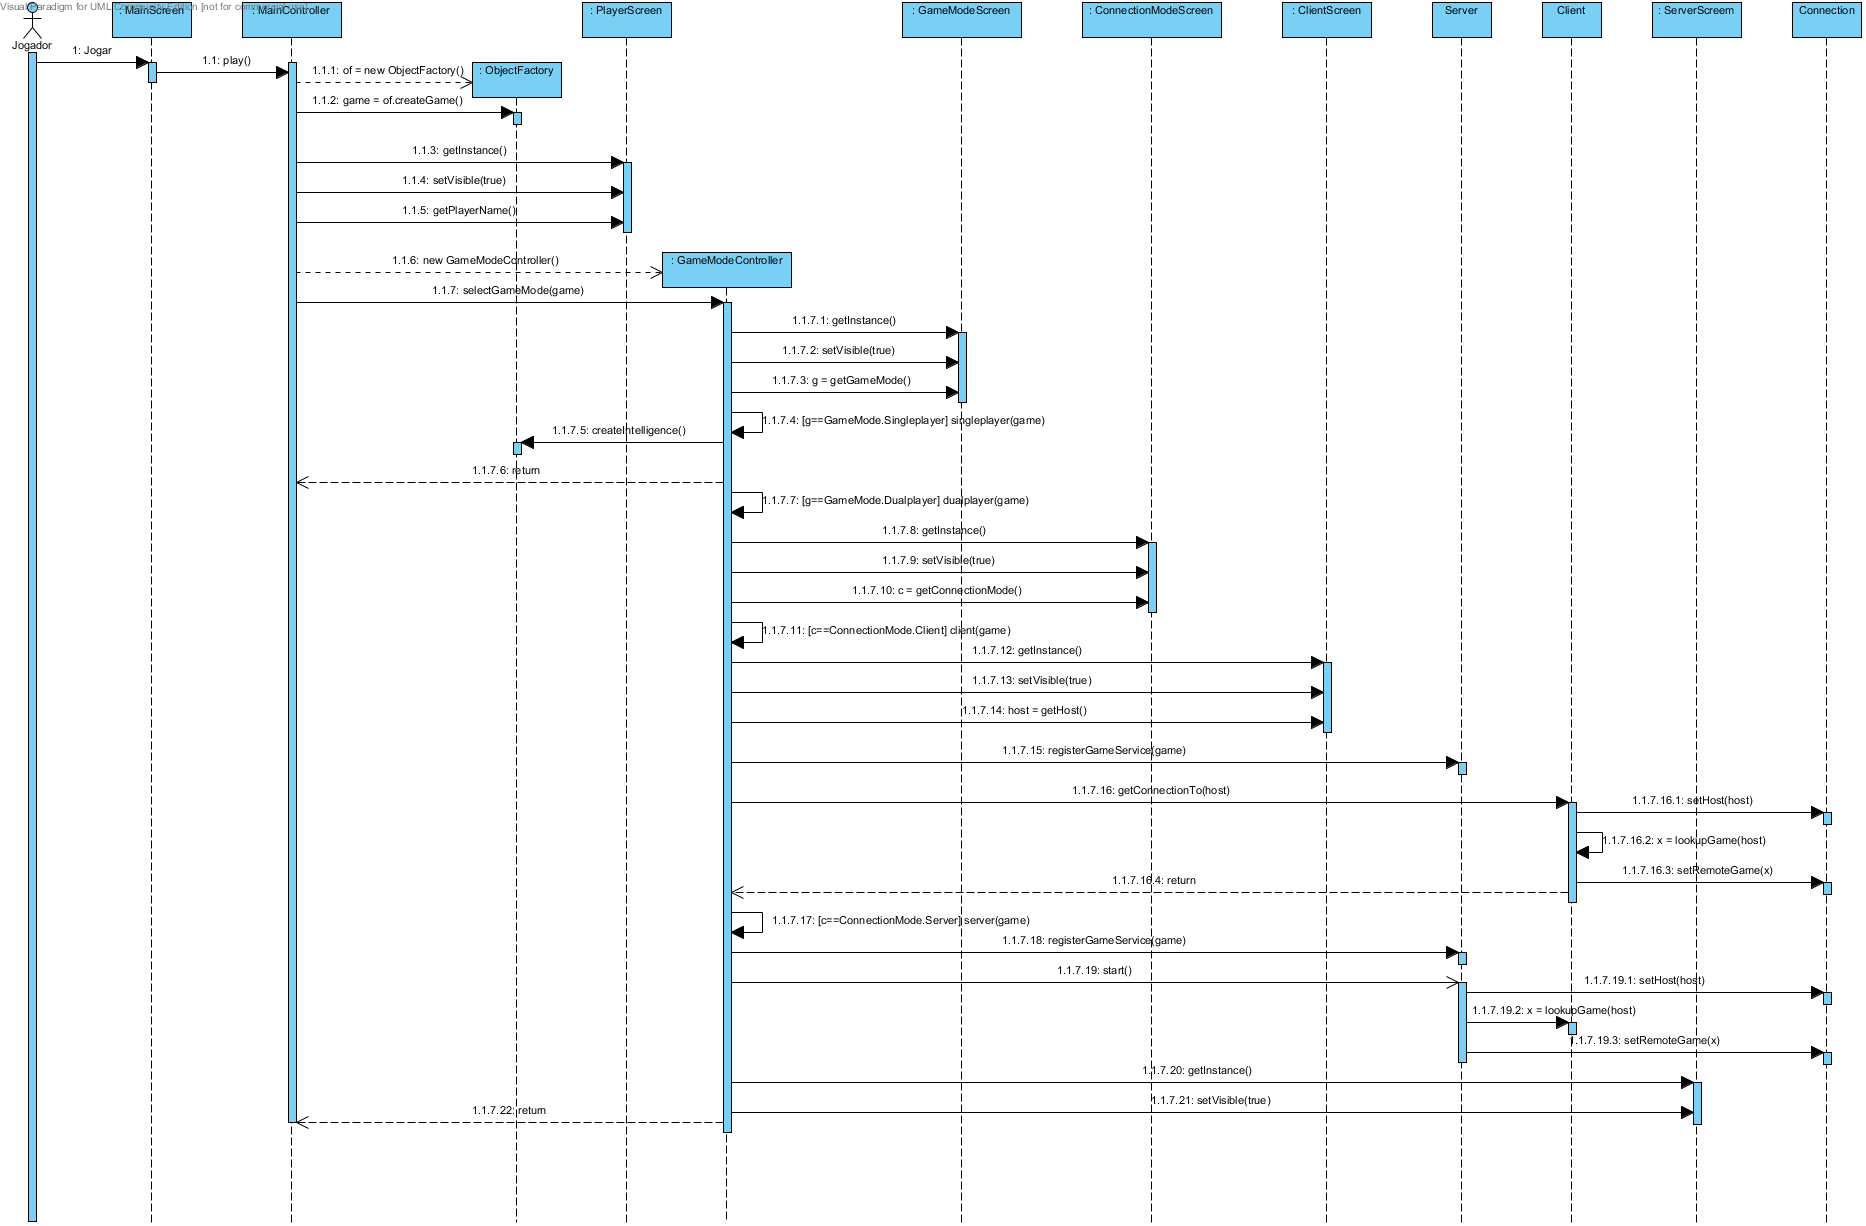 Visual Paradigm for UML Community Edition [not for commercial use]
: MainScreen
: MainController
: PlayerScreen
: GameModeScreen
: ConnectionModeScreen
: ClientScreen
Server
Client
: ServerScreem
Connection
Jogador
1: Jogar
1.1: play()
1.1.1: of = new ObjectFactory()
: ObjectFactory
1.1.2: game = of.createGame()
1.1.3: getInstance()
1.1.4: setVisible(true)
1.1.5: getPlayerName()
1.1.6: new GameModeController()
: GameModeController
1.1.7: selectGameMode(game)
1.1.7.1: getInstance()
1.1.7.2: setVisible(true)
1.1.7.3: g = getGameMode()
1.1.7.4: [g==GameMode.Singleplayer] singleplayer(game)
1.1.7.5: createIntelligence()
1.1.7.6: return
1.1.7.7: [g==GameMode.Dualplayer] dualplayer(game)
1.1.7.8: getInstance()
1.1.7.9: setVisible(true)
1.1.7.10: c = getConnectionMode()
1.1.7.11: [c==ConnectionMode.Client] client(game)
1.1.7.12: getInstance()
1.1.7.13: setVisible(true)
1.1.7.14: host = getHost()
1.1.7.15: registerGameService(game)
1.1.7.16: getConnectionTo(host)
1.1.7.16.1: setHost(host)
1.1.7.16.2: x = lookupGame(host)
1.1.7.16.3: setRemoteGame(x)
1.1.7.16.4: return
1.1.7.17: [c==ConnectionMode.Server] server(game)
1.1.7.18: registerGameService(game)
1.1.7.19: start()
1.1.7.19.1: setHost(host)
1.1.7.19.2: x = lookupGame(host)
1.1.7.19.3: setRemoteGame(x)
1.1.7.20: getInstance()
1.1.7.21: setVisible(true)
1.1.7.22: return